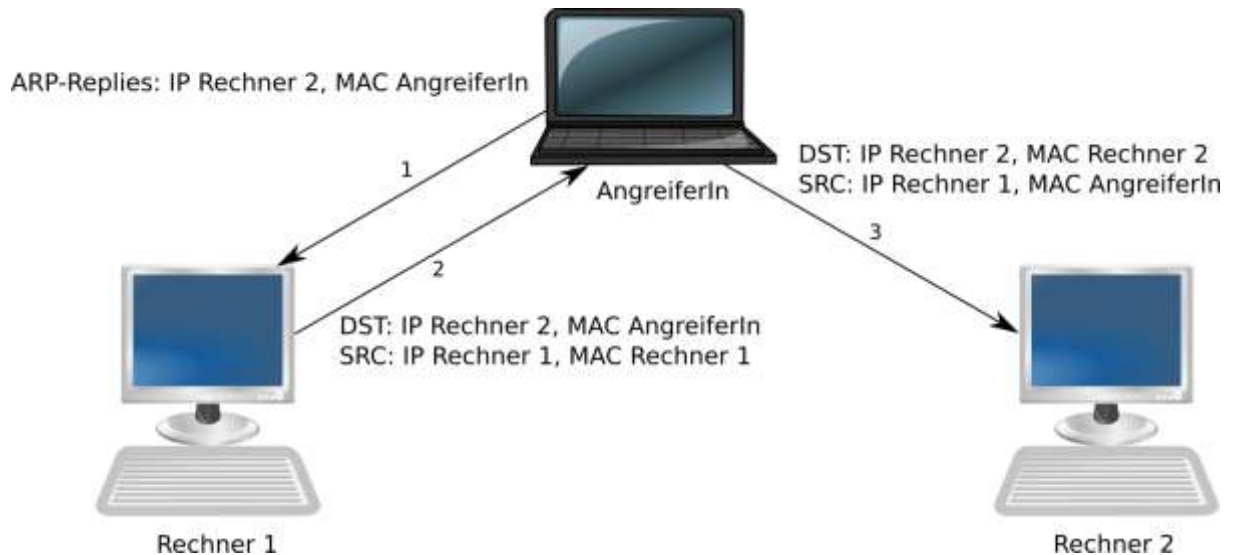 ARP-Replies: IP Rechner 2, MAC AngreiferIn
1
AngreiferIn
DST: IP Rechner 2, MAC Rechner 2
SRC: IP Rechner 1, MAC AngreiferIn
3
2
DST: IP Rechner 2, MAC AngreiferIn
SRC: IP Rechner 1, MAC Rechner 1
Rechner 1
Rechner 2